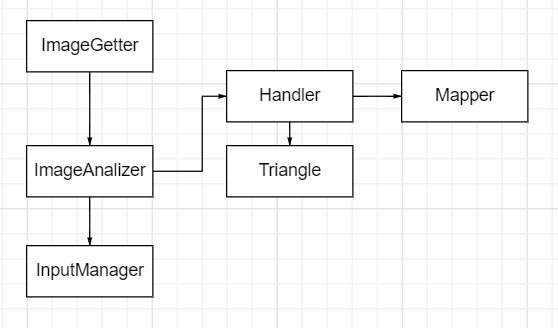 ImageGetter
Handler
Mapper
ImageAnalizer
Triangle
InputManager